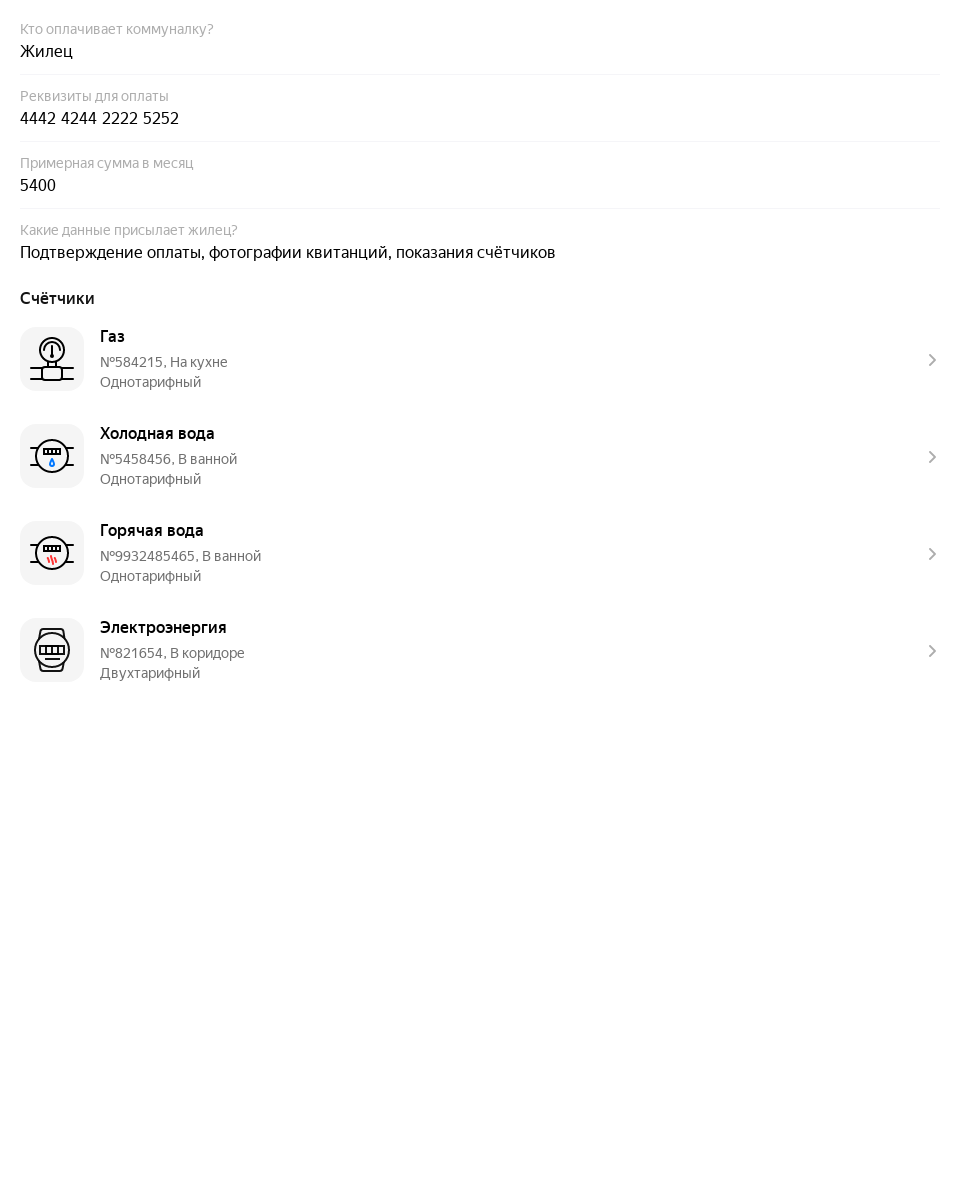 Кто оплачивает коммуналку?
Жилец
Реквизиты для оплаты
4442 4244 2222 5252
Примерная сумма в месяц
5400
Какие данные присылает жилец?
Подтверждение оплаты, фотографии квитанций, показания счётчиков
Счётчики
Газ
№584215, На кухне
Однотарифный
Холодная вода
№5458456, В ванной
Однотарифный
Горячая вода
№9932485465, В ванной
Однотарифный
Электроэнергия
№821654, В коридоре
Двухтарифный